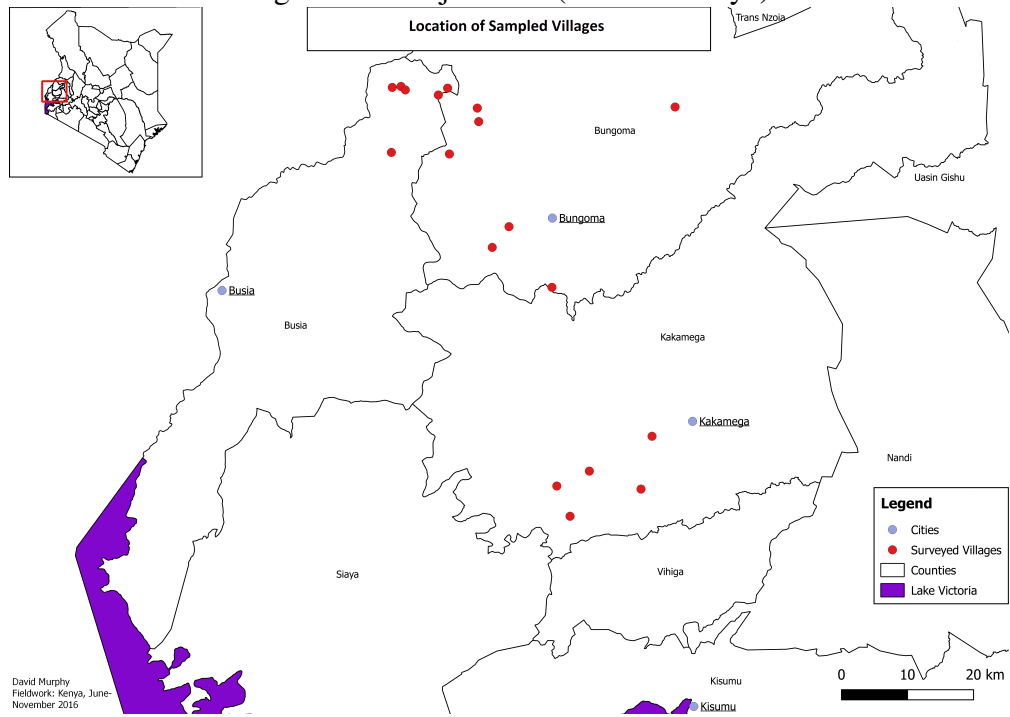 Location of Sampled Villages
Trans Nzoia
Bungoma
Uasin Gishu
Bungoma
Busia
Busia
Kakamega
Kakamega
Nandi
Legend
Cities
Surveyed Villages
Counties
Lake Victoria
Siaya
Vihiga
David Murphy
Fieldwork: Kenya, June-
November 2016
Kisumu
0 10 20 km
Kisumu